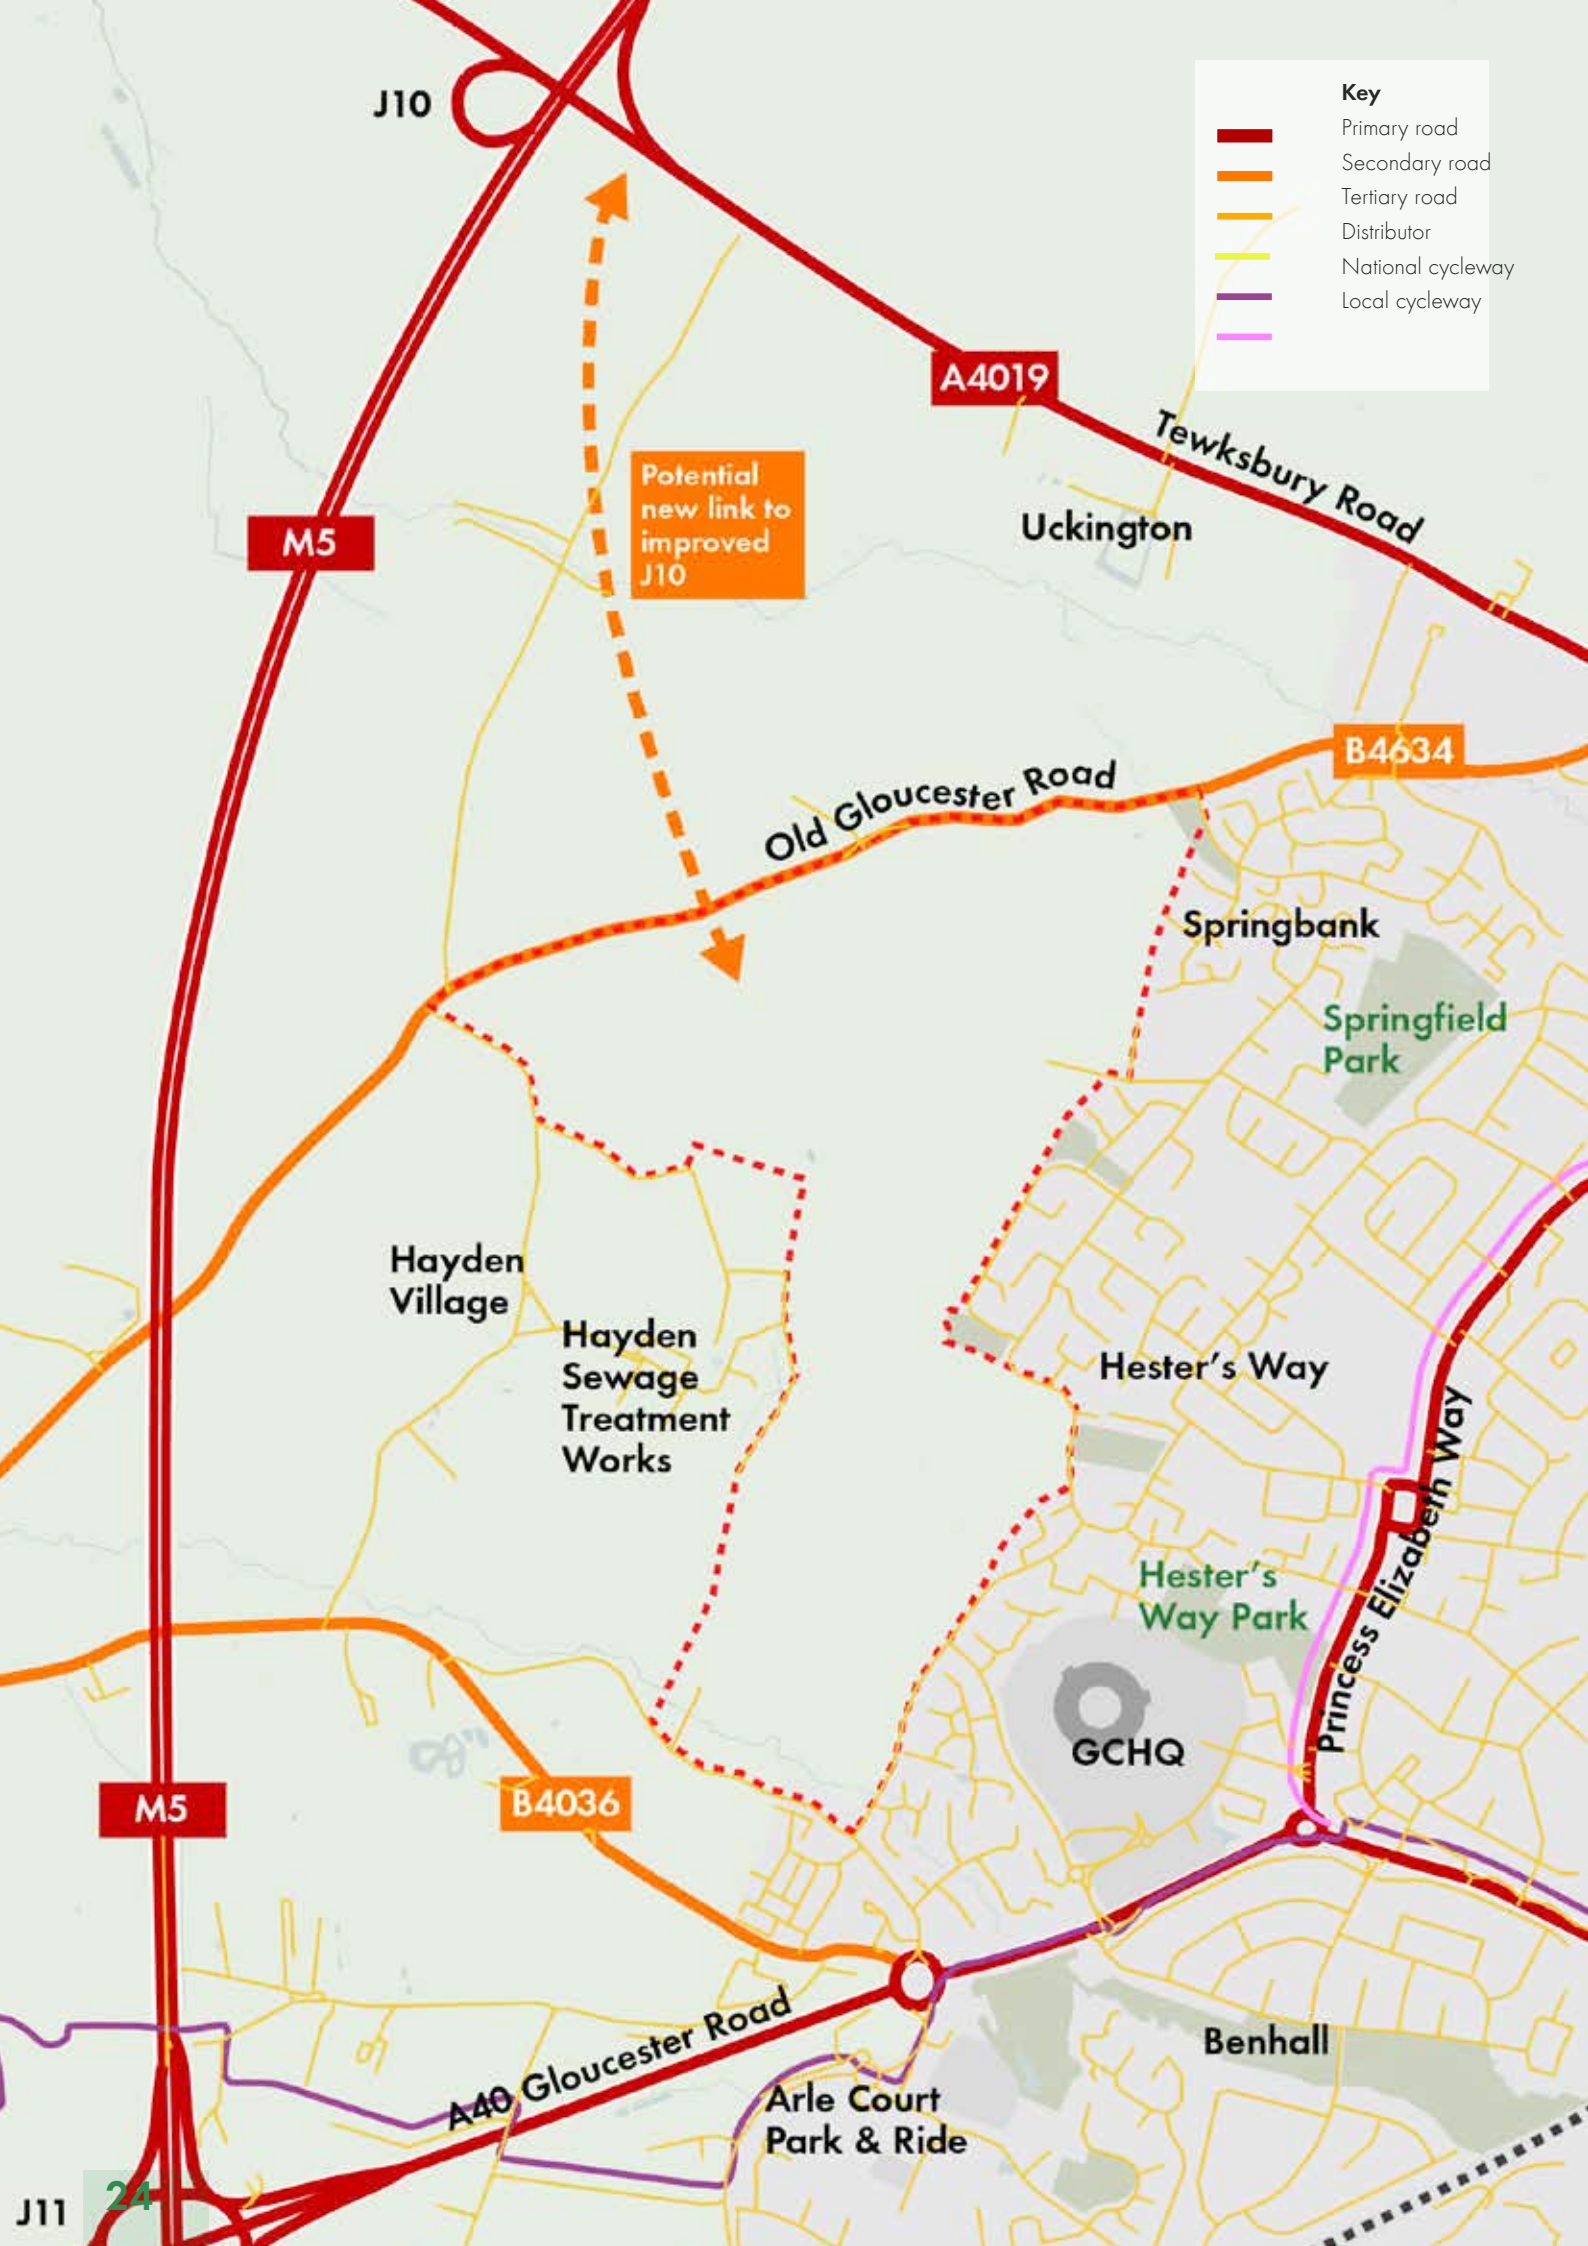 J10
Key
Primary road
Secondary road
Tertiary road
Distributor
National cycleway
Local cycleway
A4019
Tewksbury Road
Potential
new link to
improved
J10
M5
Uckington
B4634
Old Gloucester Road
Springbank
Springfield
Park
Hayden
Village
Hayden
Sewage
Treatment
Works
Hester's Way
Princess Elizabeth Way
Hester's
Way Park
GCHQ
M5
B4036
A40 Gloucester Road
Benhall
Arle Court
Park & Ride
24
J11